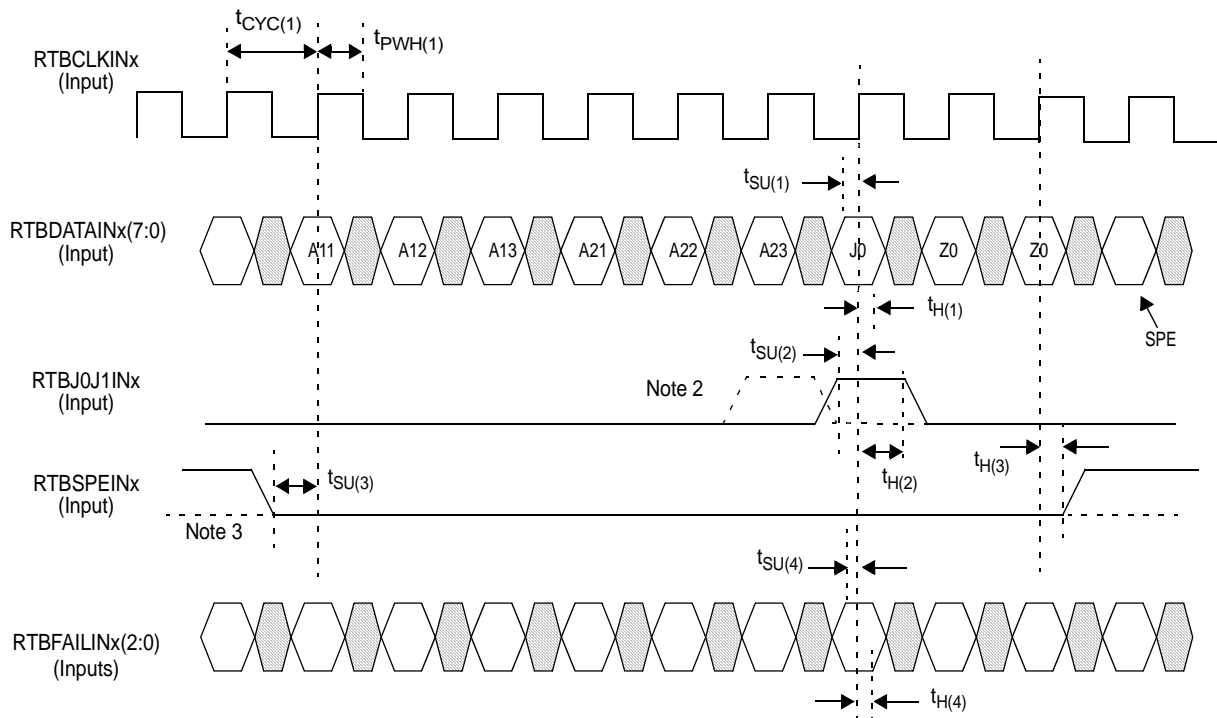 tCYC(1)
tPWH(1)
RTBCLKINx
(Input)
tSU(1)
RTBDATAINx(7:0)
(Input)
A11 A12 A13 A21 A22 A23 J0 Z0 Z0
tH(1)
SPE
tSU(2)
RTBJ0J1INx
(Input)
Note 2
tH(3)
tH(2)
RTBSPEINx
(Input)
tSU(3)
Note 3
tSU(4)
RTBFAILINx(2:0)
(Inputs)
tH(4)